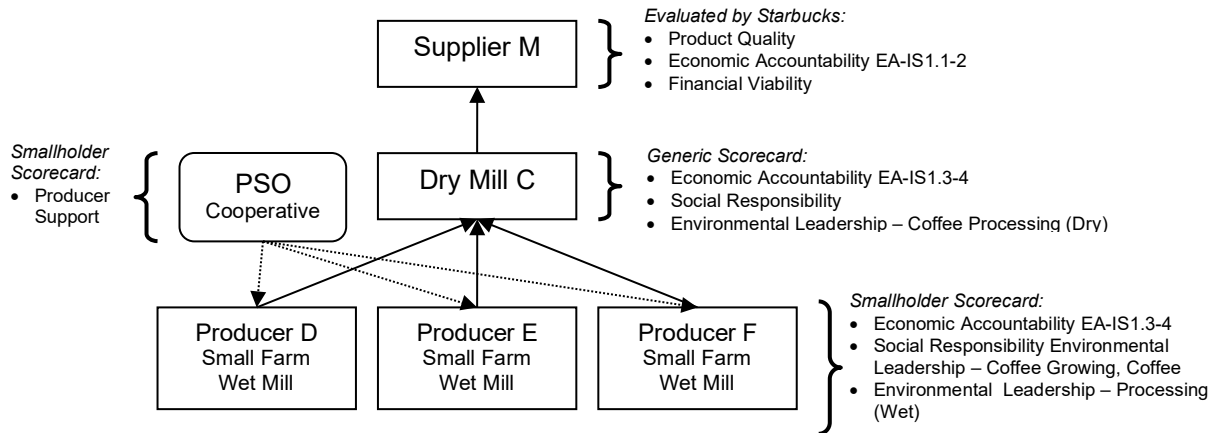 Evaluated by Starbucks:
• Product Quality
• Economic Accountability EA-IS1.1-2
• Financial Viability
Supplier M
Smallholder
Scorecard:
• Producer
Support
PSO
Cooperative
Dry Mill C
Generic Scorecard:
• Economic Accountability EA-IS1.3-4
• Social Responsibility
• Environmental Leadership – Coffee Processing (Dry)
Producer D
Small Farm
Wet Mill
Producer E
Small Farm
Wet Mill
Producer F
Small Farm
Wet Mill
Smallholder Scorecard:
• Economic Accountability EA-IS1.3-4
• Social Responsibility Environmental
Leadership – Coffee Growing, Coffee
• Environmental Leadership – Processing
(Wet)